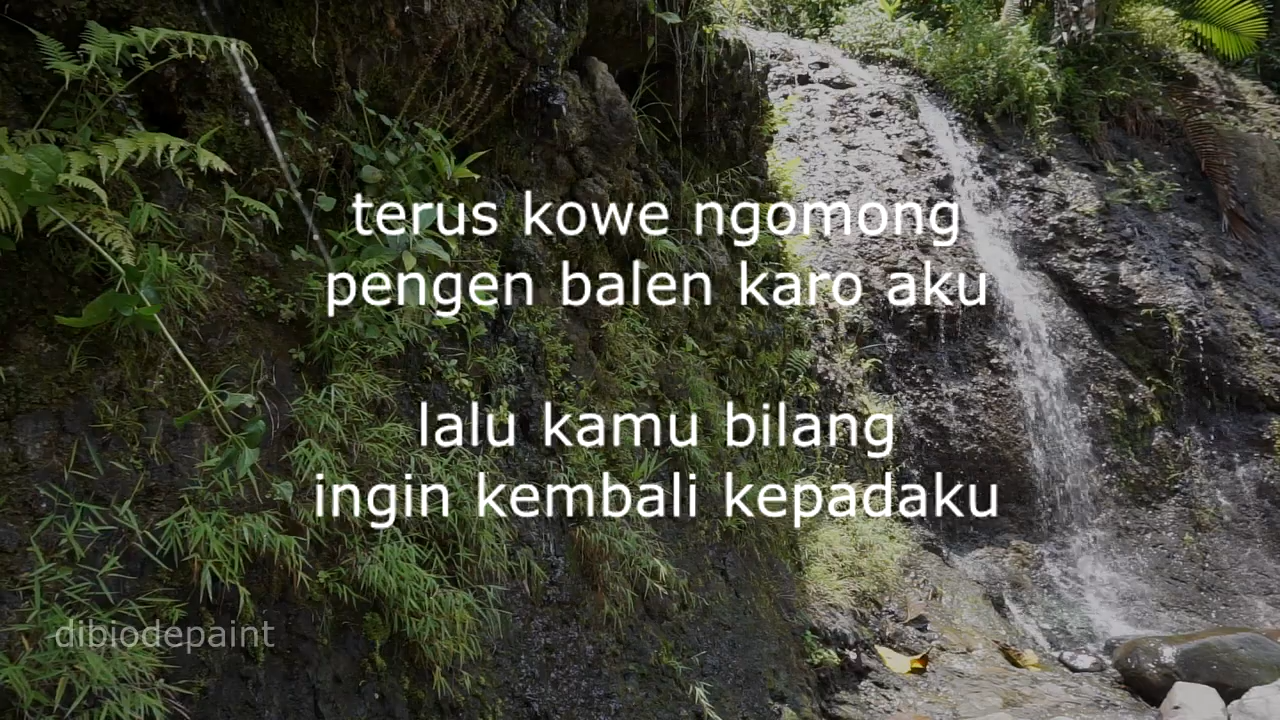 terus kowe ngomong
pengen balen karo aku
lalu kamu bilang
ingin kembali kepadaku
dibiodepaint